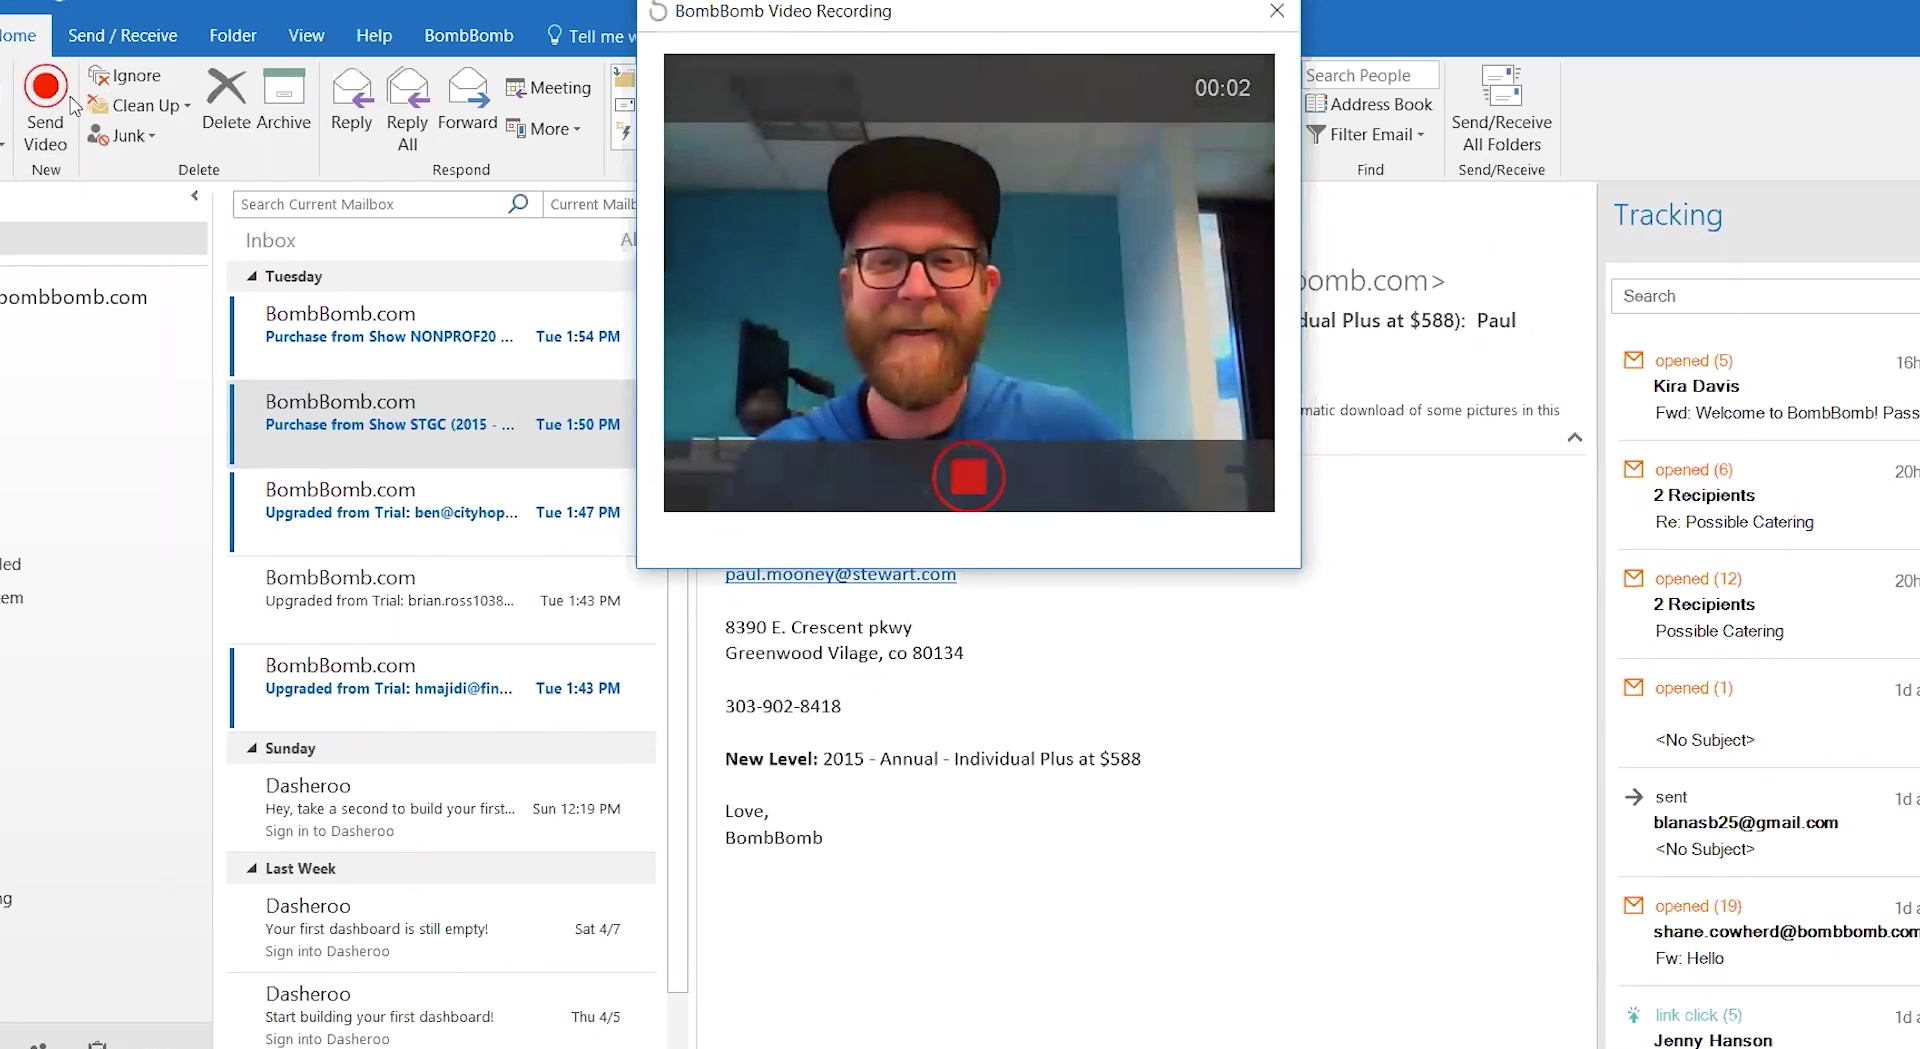 BombBomb Video Recording
ome
Send / Receive
Folder
View
Help
BombBomb
Tell me w
Send
Video
New
Ignore
Clean Up
Junk
Delete
Archive
Delete
Reply
Reply
All
Forward
Meeting
More
Respond
00:02
Search People
Address Book
Filter Email
Find
Send/Receive
All Folders
Send/Receive
bombbomb.com
led
em
g
Search Current Mailbox
Current Mailb
Inbox
Al
Tuesday
BombBomb.com
Purchase from Show NONPROF20 ... Tue 1:54 PM
BombBomb.com
Purchase from Show STGC (2015 - ... Tue 1:50 PM
BombBomb.com
Upgraded from Trial: ben@cityhop... Tue 1:47 PM
BombBomb.com
Upgraded from Trial: brian.ross1038... Tue 1:43 PM
BombBomb.com
Upgraded from Trial: hmajidi@fin... Tue 1:43 PM
Sunday
Dasheroo
Hey, take a second to build your first... Sun 12:19 PM
Sign in to Dasheroo
Last Week
Dasheroo
Your first dashboard is still empty! Sat 4/7
Sign into Dasheroo
Dasheroo
Start building your first dashboard! Thu 4/5
Sign into Dasheroo
bomb.com>
dual Plus at $588): Paul
matic download of some pictures in this
paul.mooney@stewart.com
8390 E. Crescent pkwy
Greenwood Vilage, co 80134
303-902-8418
New Level: 2015 - Annual - Individual Plus at $588
Love,
BombBomb
Tracking
Search
opened (5) 16h
Kira Davis
Fwd: Welcome to BombBomb! Pass
opened (6) 20h
2 Recipients
Re: Possible Catering
opened (12) 20h
2 Recipients
Possible Catering
opened (1) 1d a
<No Subject>
sent 1d a
blanasb25@gmail.com
<No Subject>
opened (19) 1d a
shane.cowherd@bombbomb.com
Fw: Hello
link click (5) 1d a
Jenny Hanson